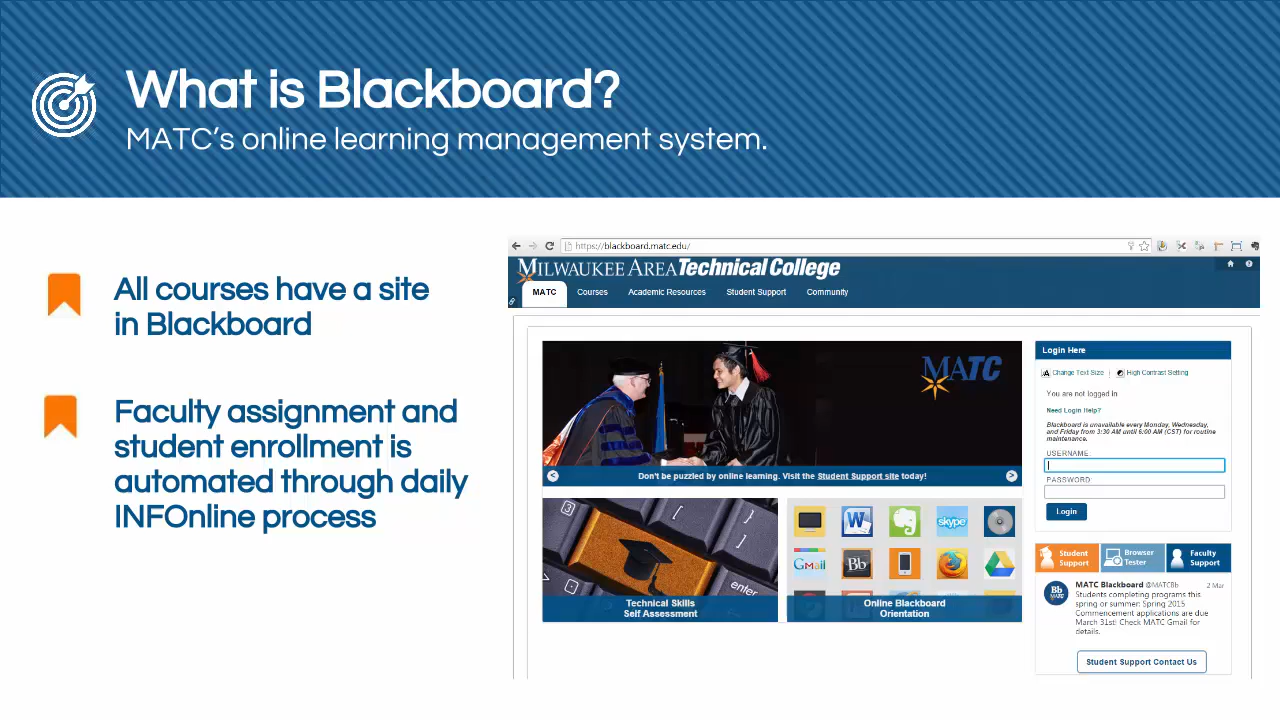 What is Blackboard?
MATC's online learning management system.
All courses have a site
in Blackboard
Faculty assignment and
student enrollment is
automated through daily
INFOnline process
https://blackboard.matc.edu/
MILWAUKEE AREA Technical College
MATC Courses Academic Resources Student Support Community
MATC
Don't be puzzled by online learning. Visit the Student Support site today!
Technical Skills
Self Assessment
enter
W
skype
Gmail
Bb
Online Blackboard
Orientation
Login Here
Change Text Size | High Contrast Setting
You are not logged in
Need Login Help?
Blackboard is unavailable every Monday, Wednesday,
and Friday from 3:30 AM until 6:00 AM (CST) for routine
maintenance.
USERNAME:
PASSWORD:
Login
Student
Support
Browser
Tester
Faculty
Support
Bb
MATC
MATC Blackboard @MATCBb 2 Mar
Students completing programs this
spring or summer: Spring 2015
Commencement applications are due
March 31st! Check MATC Gmail for
details.
Student Support Contact Us